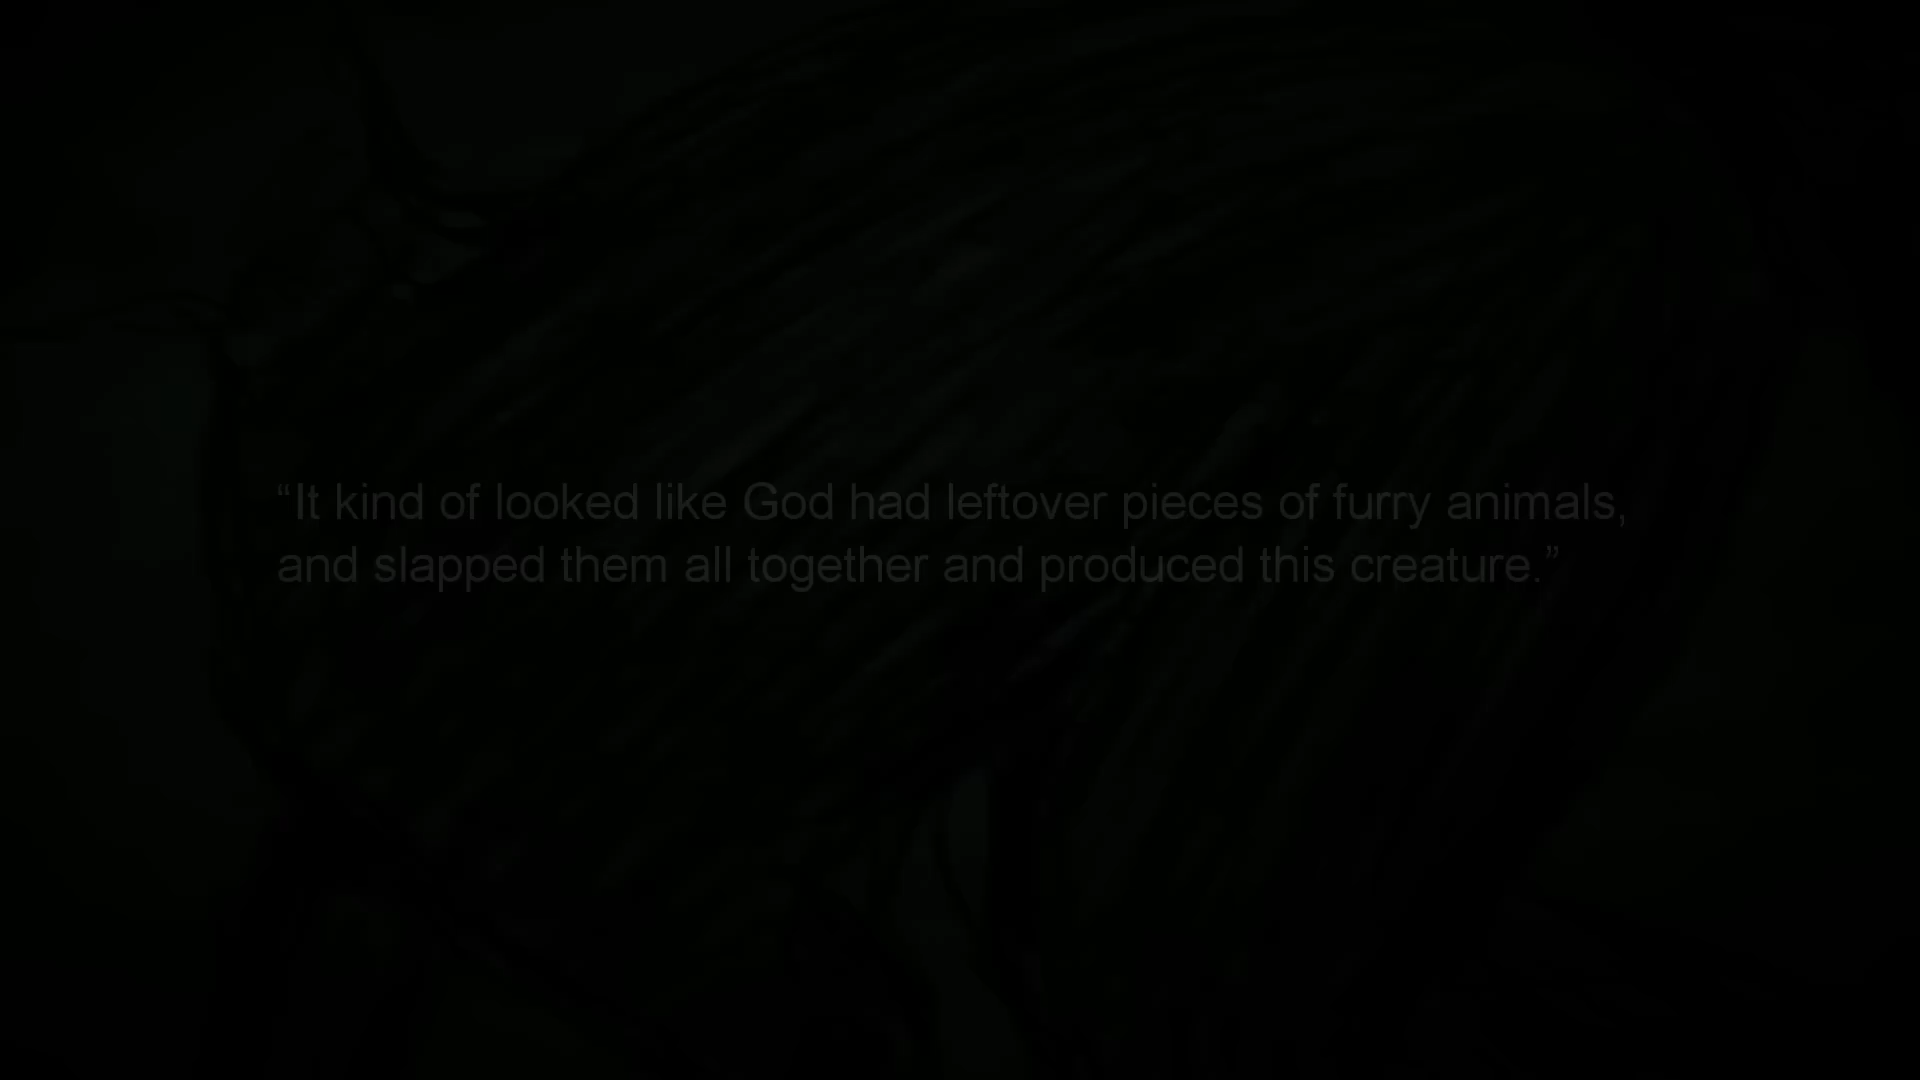 “It kind of looked like God had leftover pieces of furry animals,
and slapped them all together and produced this creature.”